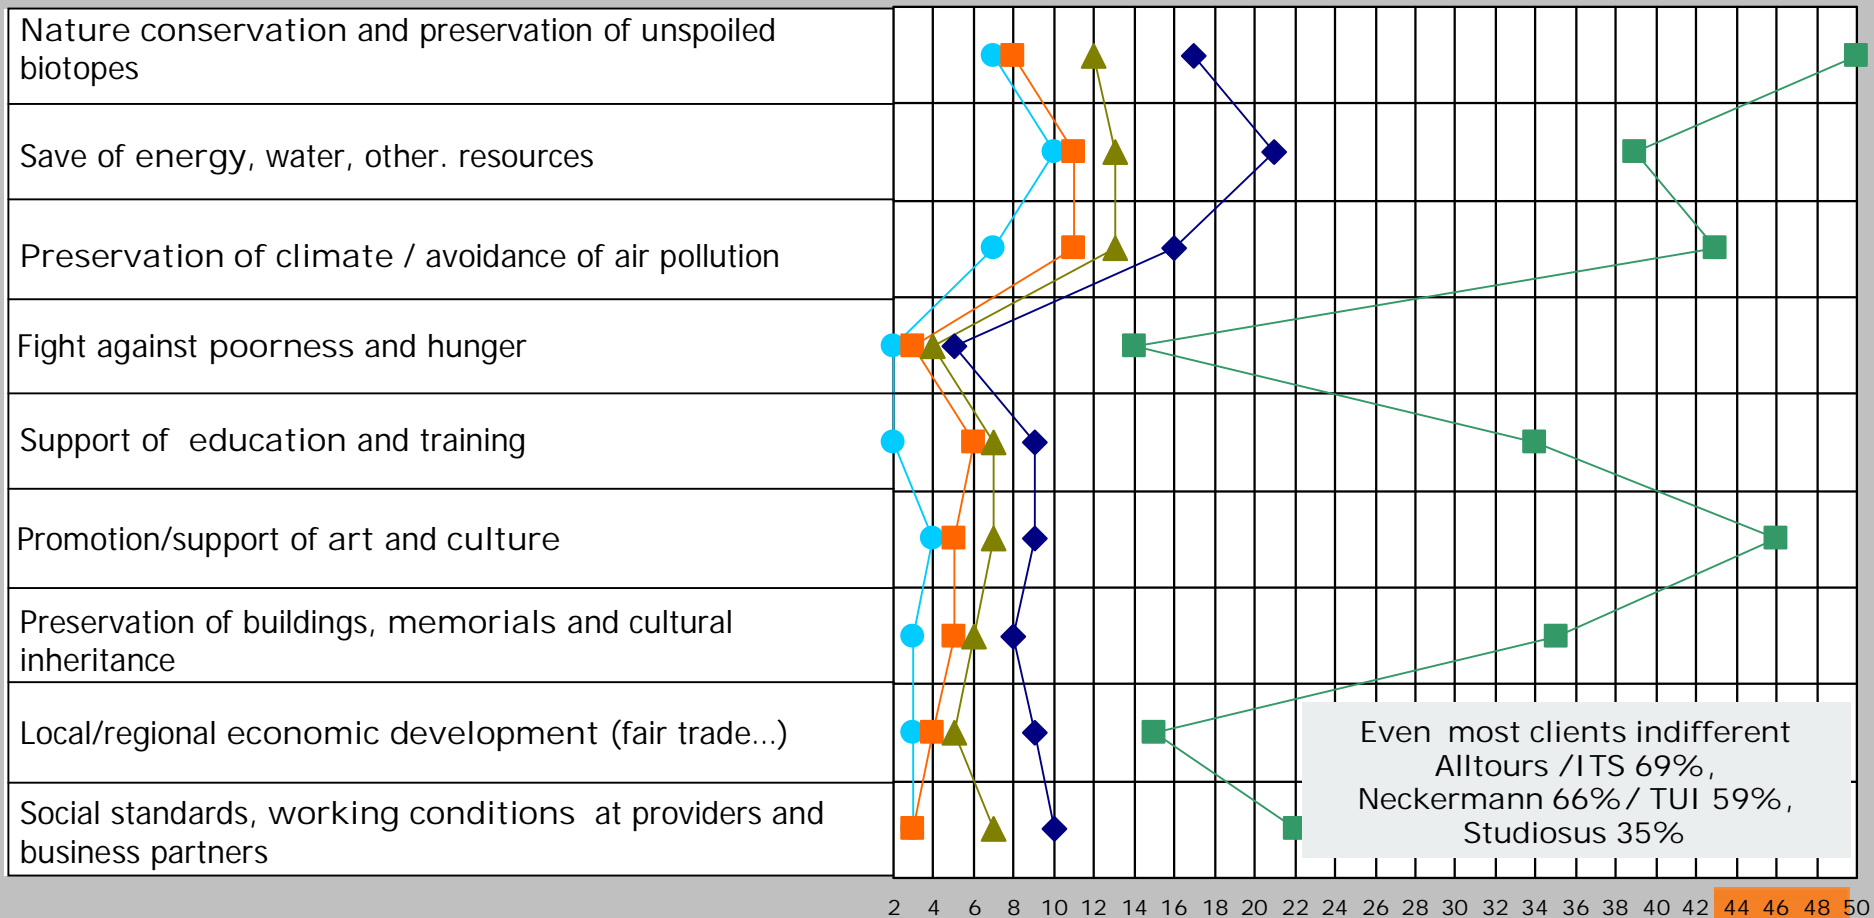 Nature conservation and preservation of unspoiled
biotopes
Save of energy, water, other. resources
Preservation of climate / avoidance of air pollution
Fight against poorness and hunger
Support of education and training
Promotion/support of art and culture
Preservation of buildings, memorials and cultural
inheritance
Local/regional economic development (fair trade...)
Social standards, working conditions at providers and
business partners
Even most clients indifferent
Alltours /ITS 69%,
Neckermann 66% / TUI 59%,
Studiosus 35%
2 4 6 8 10 12 14 16 18 20 22 24 26 28 30 32 34 36 38 40 42 44 46 48 50